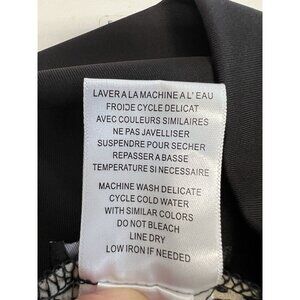 LAVER A LA MACHINE A L' EAU
FROIDE CYCLE DELICAT
AVEC COULEURS SIMILAIRES
NE PAS JAVELLISER
SUSPENDRE POUR SECHER
REPASSER A BASSE
TEMPERATURE SI NECESSAIRE
MACHINE WASH DELICATE
CYCLE COLD WATER
WITH SIMILAR COLORS
DO NOT BLEACH
LINE DRY
LOW IRON IF NEEDED